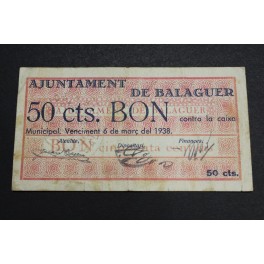 AJUNTAMENT
DE BALAGUER
50 cts. BON contra la caixa
Municipal. Venciment 6 de març del 1938.
50 cts.